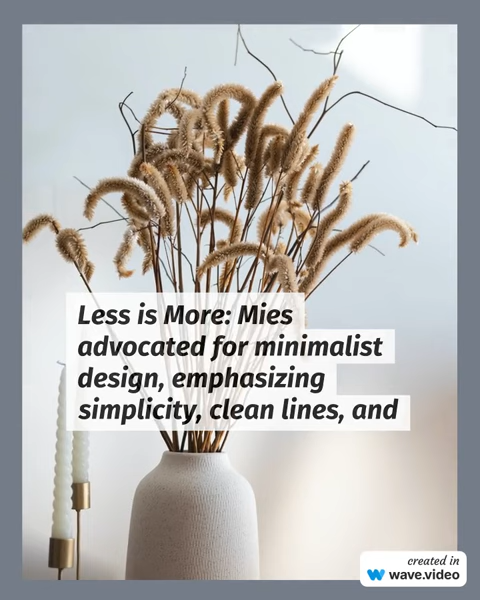 Less is More: Mies
advocated for minimalist
design, emphasizing
simplicity, clean lines, and
created in
wave.video